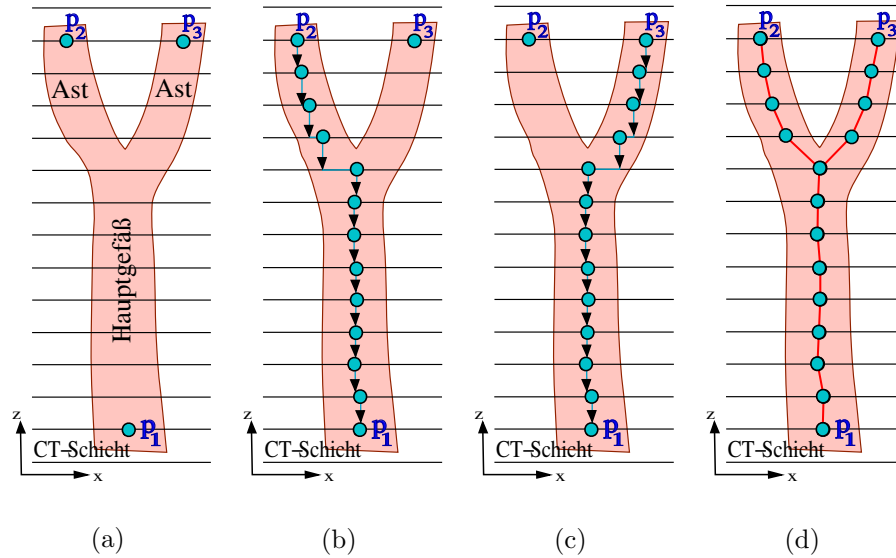 p2 p3 p2 p3 p2 p3 p2 p3
Ast Ast
Hauptgefäß
z p1 z p1 z p1 z p1
CT–Schicht CT–Schicht CT–Schicht CT–Schicht
x x x x
(a) (b) (c) (d)